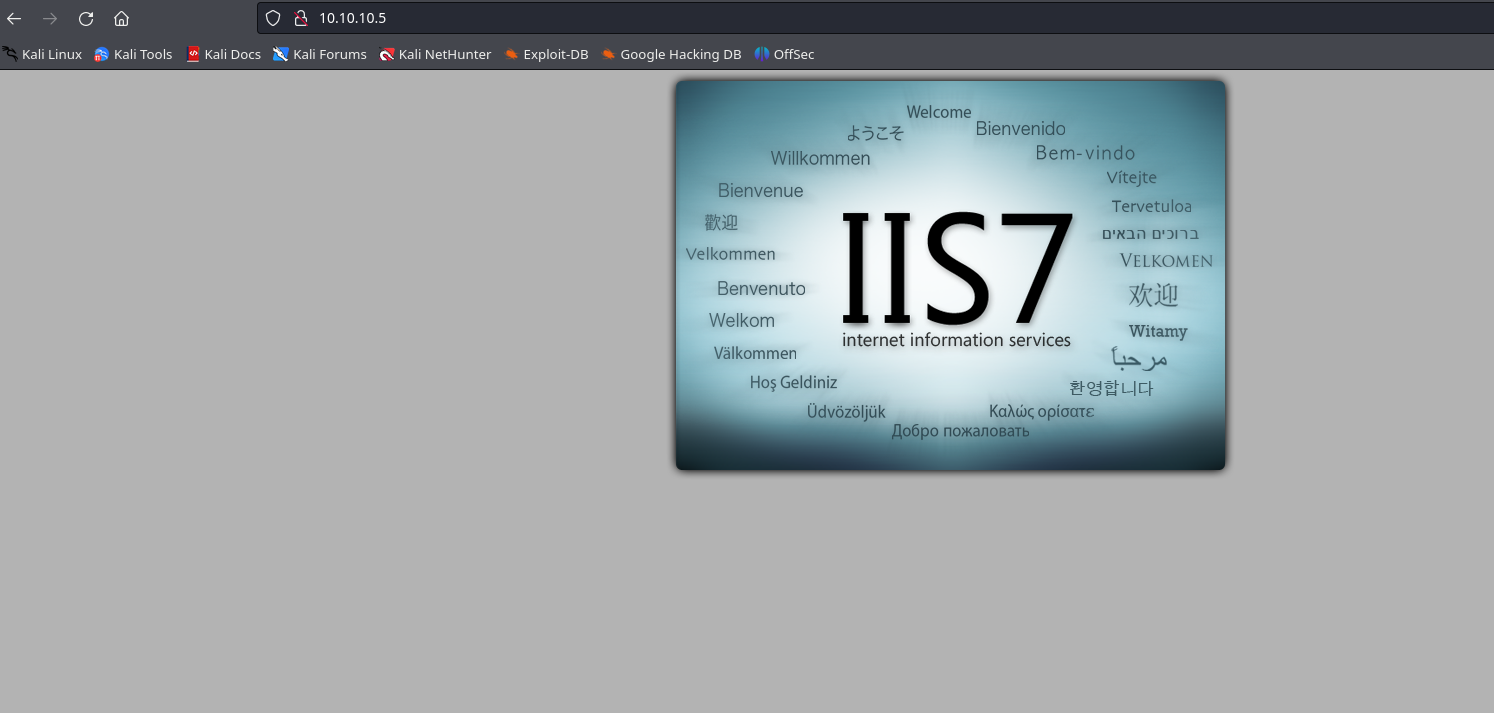 10.10.10.5
Kali Linux Kali Tools Kali Docs Kali Forums Kali NetHunter Exploit-DB Google Hacking DB OffSec
Welcome
ようこそ
Bienvenido
Willkommen
Bem-vindo
Vítejte
Bienvenue
Tervetuloa
歡迎
ברוכים הבאים
Velkommen
VELKOMEN
Benvenuto
欢迎
Welkom
Witamy
Välkommen
مرحباً
Hoş Geldiniz
환영합니다
Üdvözöljük
Καλώς ορίσατε
Добро пожаловать
IIS7
internet information services